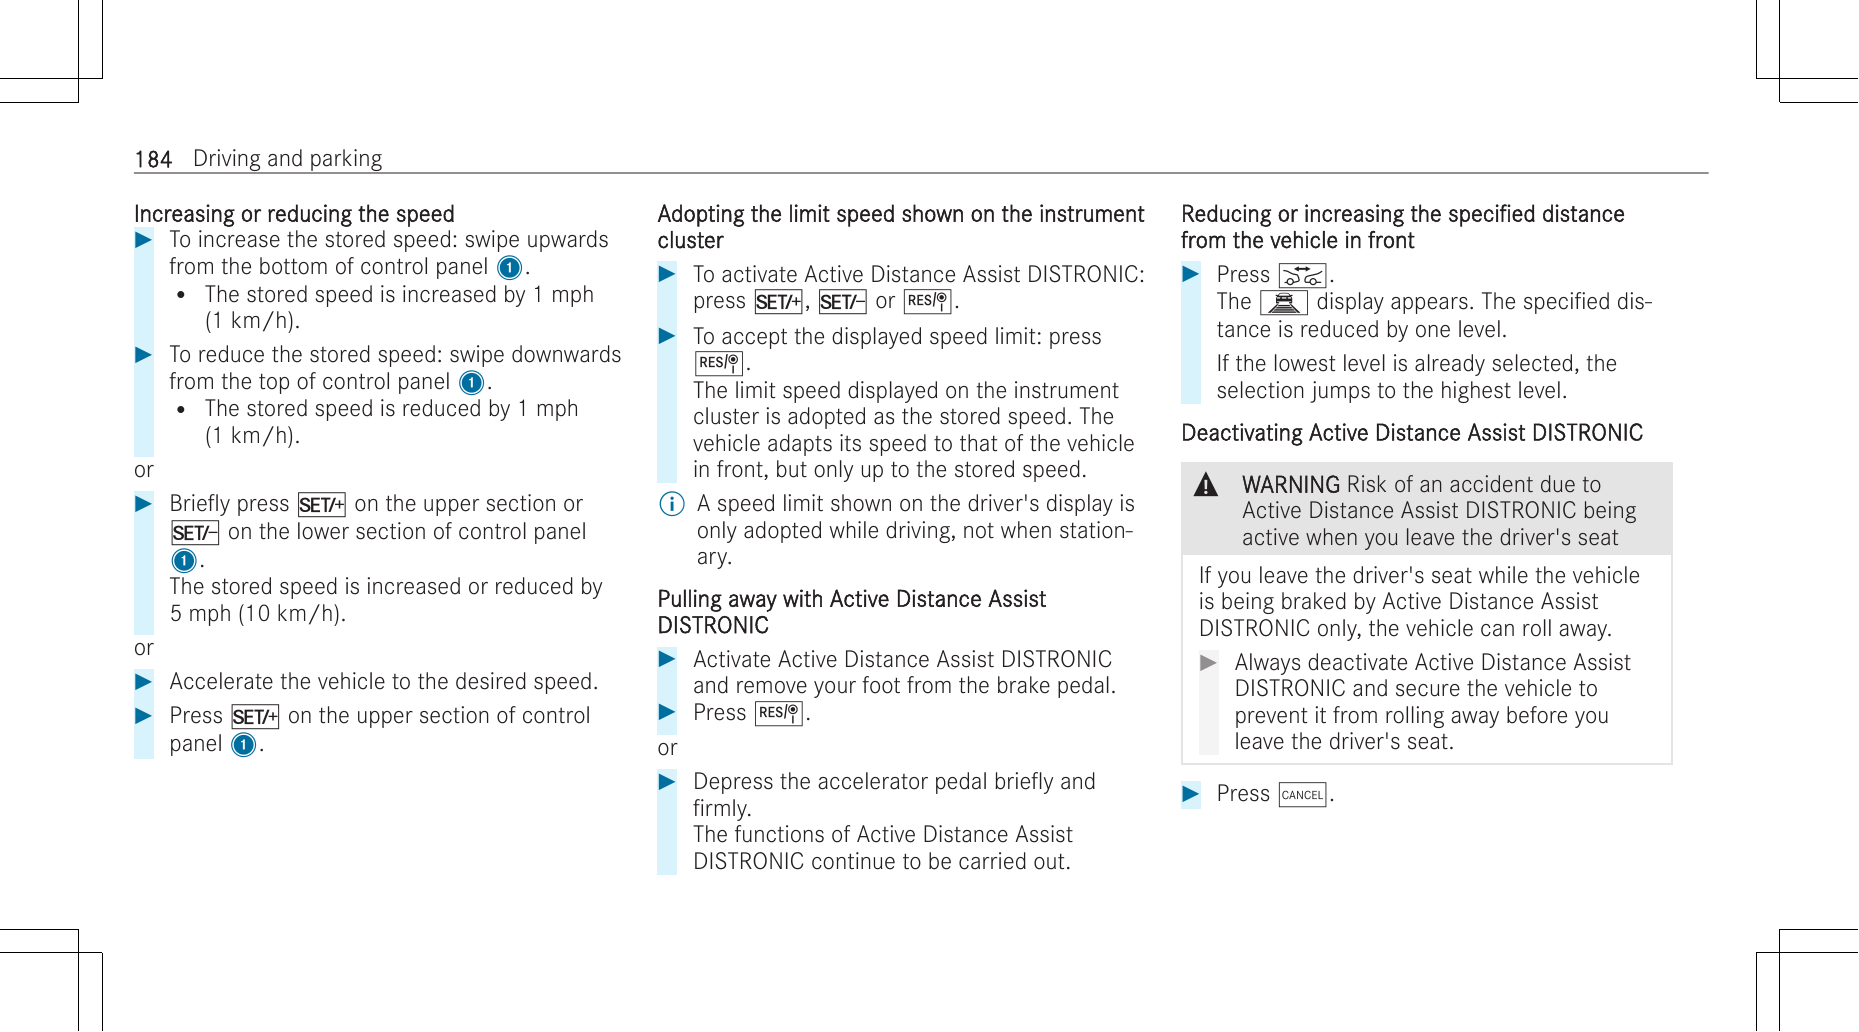 184 Driving and parking
Increasing or reducing the speed
To increase the stored speed: swipe upwards
from the bottom of control panel 1.
• The stored speed is increased by 1 mph
(1 km/h).
To reduce the stored speed: swipe downwards
from the top of control panel 1.
• The stored speed is reduced by 1 mph
(1 km/h).
or
Briefly press SET/+ on the upper section or
SET/− on the lower section of control panel
1.
The stored speed is increased or reduced by
5 mph (10 km/h).
or
Accelerate the vehicle to the desired speed.
Press SET/+ on the upper section of control
panel 1.
Adopting the limit speed shown on the instrument
cluster
To activate Active Distance Assist DISTRONIC:
press SET/+, SET/− or RES/.
To accept the displayed speed limit: press
RES/.
The limit speed displayed on the instrument
cluster is adopted as the stored speed. The
vehicle adapts its speed to that of the vehicle
in front, but only up to the stored speed.
i A speed limit shown on the driver's display is
only adopted while driving, not when station-
ary.
Pulling away with Active Distance Assist
DISTRONIC
Activate Active Distance Assist DISTRONIC
and remove your foot from the brake pedal.
Press RES/.
or
Depress the accelerator pedal briefly and
firmly.
The functions of Active Distance Assist
DISTRONIC continue to be carried out.
Reducing or increasing the specified distance
from the vehicle in front
Press .
The display appears. The specified dis-
tance is reduced by one level.
If the lowest level is already selected, the
selection jumps to the highest level.
Deactivating Active Distance Assist DISTRONIC
WARNING Risk of an accident due to
Active Distance Assist DISTRONIC being
active when you leave the driver's seat
If you leave the driver's seat while the vehicle
is being braked by Active Distance Assist
DISTRONIC only, the vehicle can roll away.
Always deactivate Active Distance Assist
DISTRONIC and secure the vehicle to
prevent it from rolling away before you
leave the driver's seat.
Press CANCEL.